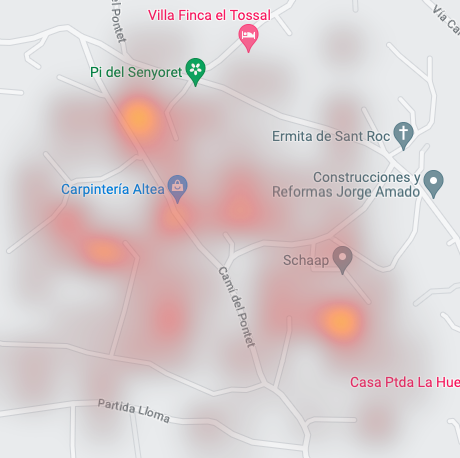 el Pontet
Villa Finca el Tossal
Via Ca
Pi del Senyoret
Ermita de Sant Roc
Construcciones y
Reformas Jorge Amado
Carpintería Altea
Schaap
Camí del Pontet
Casa Ptda La Hue
Partida Lloma